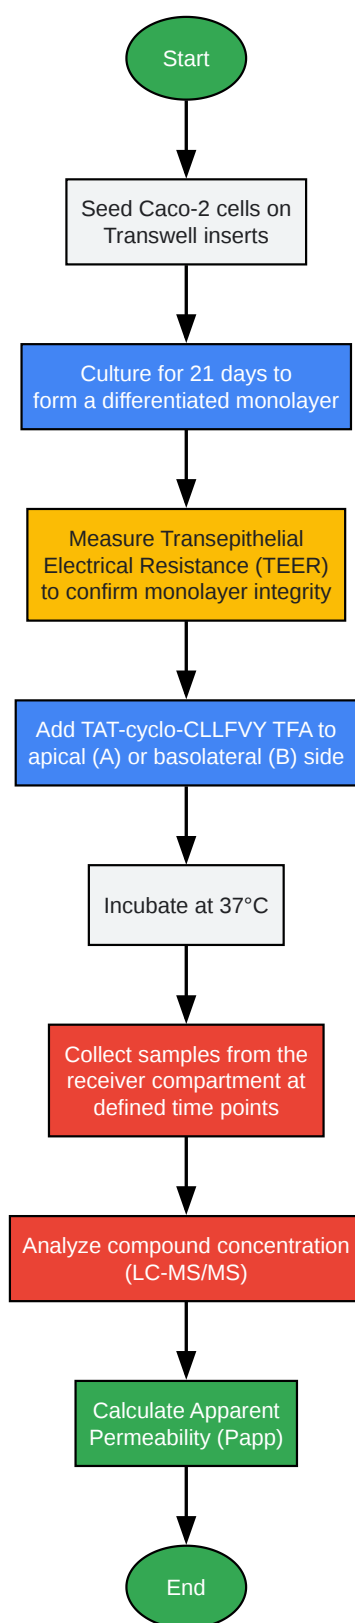 Start
Seed Caco-2 cells on
Transwell inserts
Culture for 21 days to
form a differentiated monolayer
Measure Transepithelial
Electrical Resistance (TEER)
to confirm monolayer integrity
Add TAT-cyclo-CLLFVY TFA to
apical (A) or basolateral (B) side
Incubate at 37°C
Collect samples from the
receiver compartment at
defined time points
Analyze compound concentration
(LC-MS/MS)
Calculate Apparent
Permeability (Papp)
End